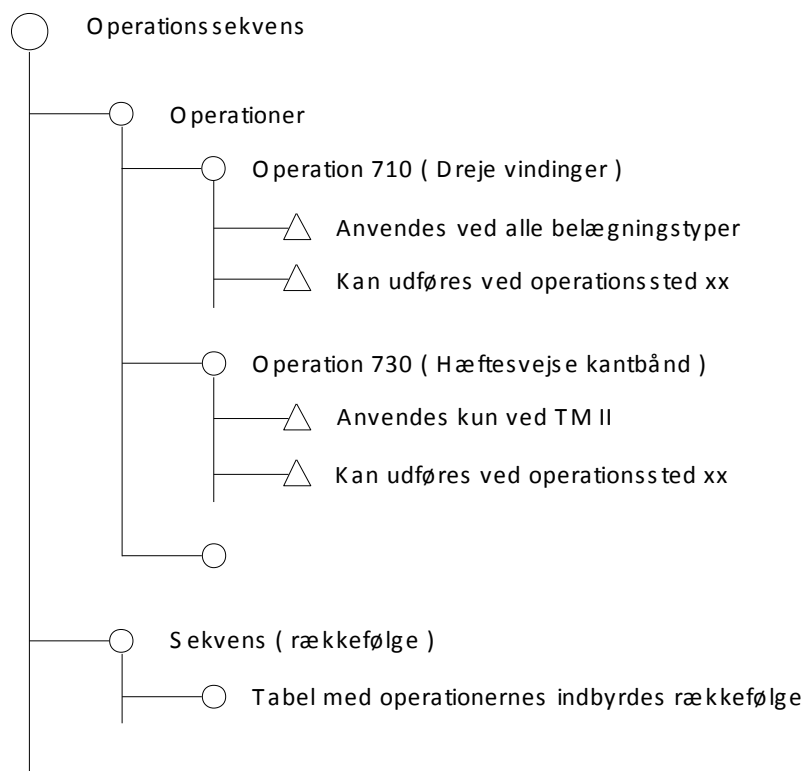 Operationssekvens
Operationer
Operation 710 ( Dreje vindinger )
Anvendes ved alle belægningstyper
Kan udføres ved operationssted xx
Operation 730 ( Hæftesvejse kantbånd )
Anvendes kun ved TM II
Kan udføres ved operationssted xx
Sekvens ( rækkefølge )
Tabel med operationernes indbyrdes rækkefølge